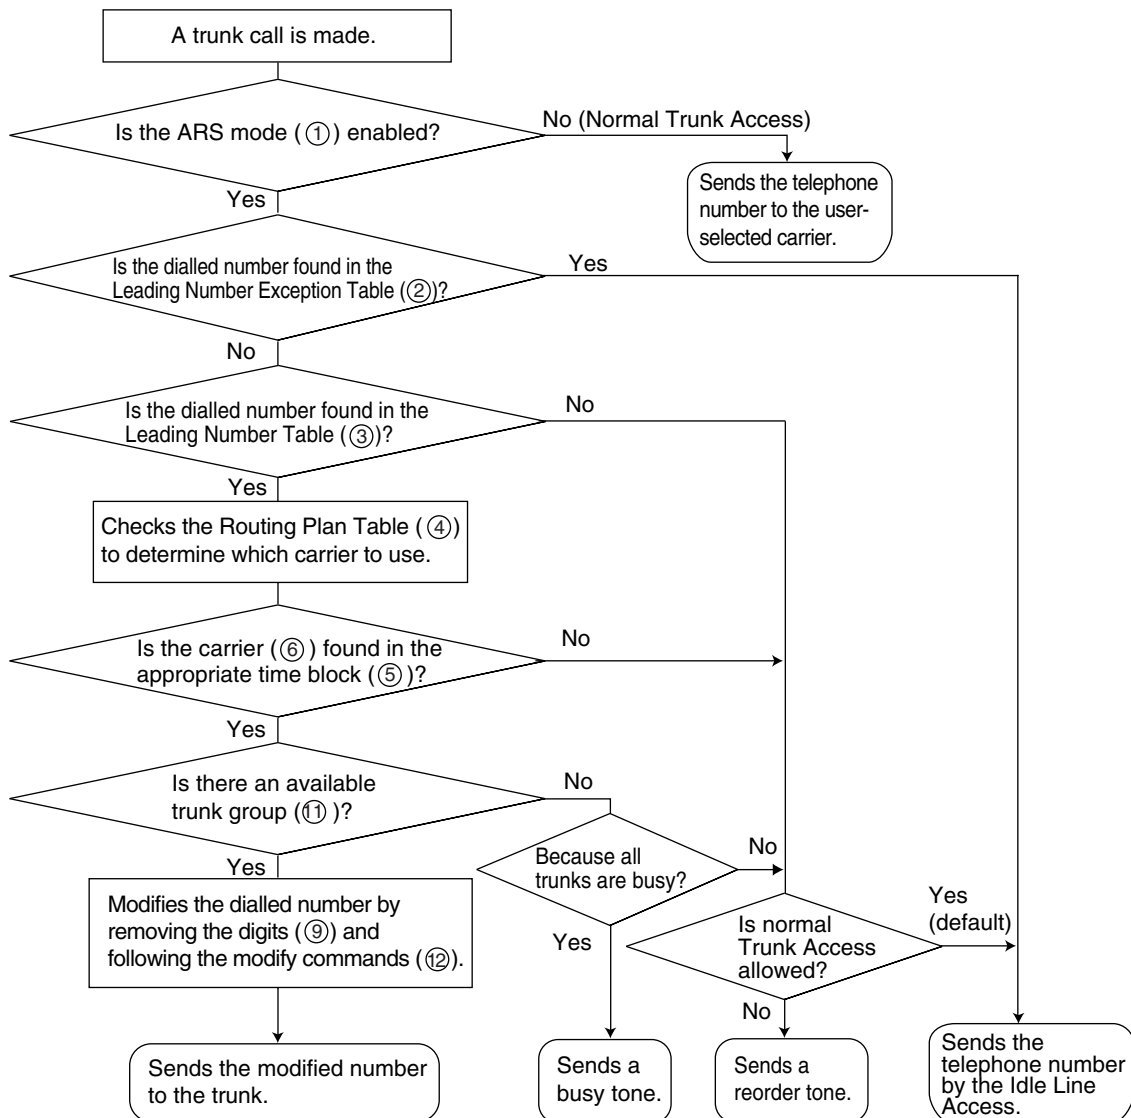 A trunk call is made.
Is the ARS mode (①) enabled?
No (Normal Trunk Access)
Sends the telephone
number to the user-
selected carrier.
Yes
Is the dialled number found in the
Leading Number Exception Table (②)?
Yes
No
Is the dialled number found in the
Leading Number Table (③)?
No
Yes
Checks the Routing Plan Table (④)
to determine which carrier to use.
Is the carrier (⑥) found in the
appropriate time block (⑤)?
No
Yes
Is there an available
trunk group (⑪)?
No
Yes
Because all
trunks are busy?
No
Yes
Modifies the dialled number by
removing the digits (⑨) and
following the modify commands (⑫).
Is normal
Trunk Access
allowed?
Yes
(default)
No
Sends the modified number
to the trunk.
Sends a
busy tone.
Sends a
reorder tone.
Sends the
telephone number
by the Idle Line
Access.